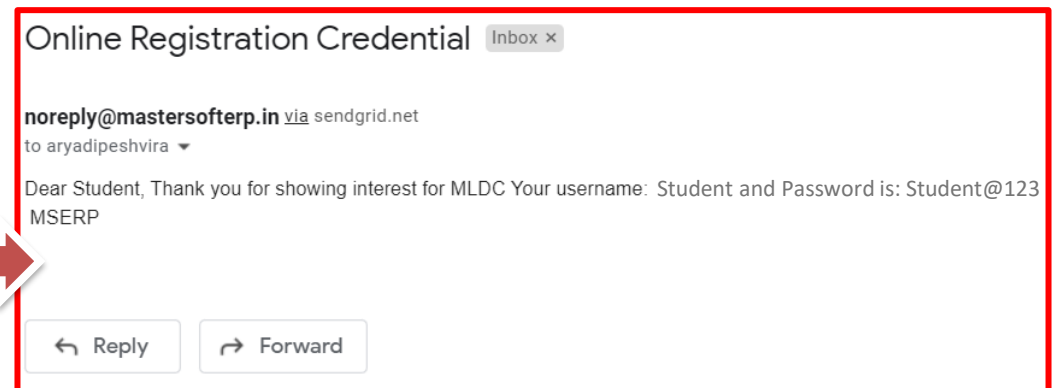 Online Registration Credential Inbox ×
noreply@mastersofterp.in via sendgrid.net
to aryadipeshvira
Dear Student, Thank you for showing interest for MLDC Your username: Student and Password is: Student@123
MSERP
Reply Forward